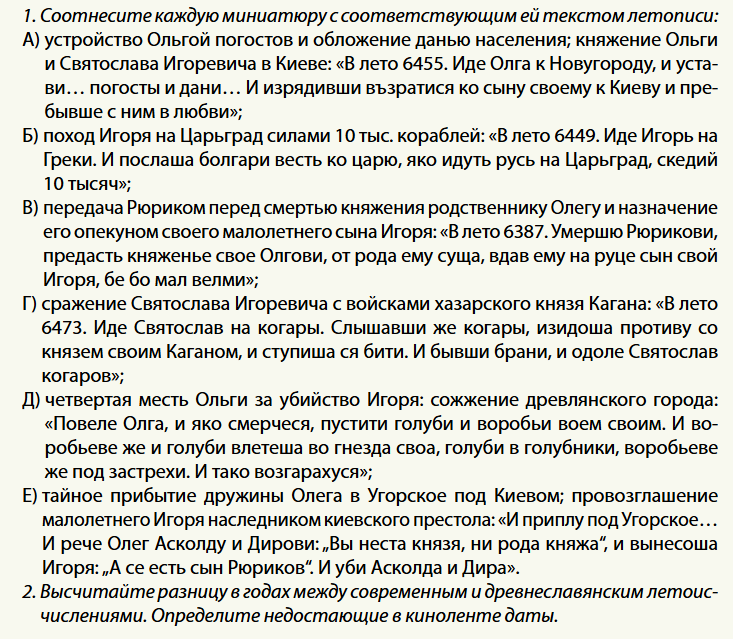 1. Соотнесите каждую миниатюру с соответствующим ей текстом летописи:
А) устройство Ольгой погостов и обложение данью населения; княжение Ольги
и Святослава Игоревича в Киеве: «В лето 6455. Иде Олга к Новугороду, и уста-
ви… погосты и дани… И изрядивши възратися ко сыну своему к Киеву и пре-
бывше с ним в любви»;
Б) поход Игоря на Царьград силами 10 тыс. кораблей: «В лето 6449. Иде Игорь на
Греки. И послаша болгари весть ко царю, яко идуть русь на Царьград, скедий
10 тысяч»;
В) передача Рюриком перед смертью княжения родственнику Олегу и назначение
его опекуном своего малолетнего сына Игоря: «В лето 6387. Умершю Рюрикови,
предасть княженье свое Олгови, от рода ему суща, вдав ему на руце сын свой
Игоря, бе бо мал велми»;
Г) сражение Святослава Игоревича с войсками хазарского князя Кагана: «В лето
6473. Иде Святослав на когары. Слышавши же когары, изидоша противу со
князем своим Каганом, и ступиша ся бити. И бывши брани, и одоле Святослав
когаров»;
Д) четвертая месть Ольги за убийство Игоря: сожжение древлянского города:
«Повеле Олга, и яко смерчеся, пустити голуби и воробьи воем своим. И во-
робьеве же и голуби влетеша во гнезда своа, голуби в голубники, воробьеве
же под застрехи. И тако возгарахуся»;
Е) тайное прибытие дружины Олега в Угорское под Киевом; провозглашение
малолетнего Игоря наследником киевского престола: «И приплу под Угорское…
И рече Олег Асколду и Дирови: „Вы неста князя, ни рода княжа“, и вынесоша
Игоря: „А се есть сын Рюриков“. И уби Асколда и Дира».
2. Высчитайте разницу в годах между современным и древнеславянским летоис-
числениями. Определите недостающие в киноленте даты.